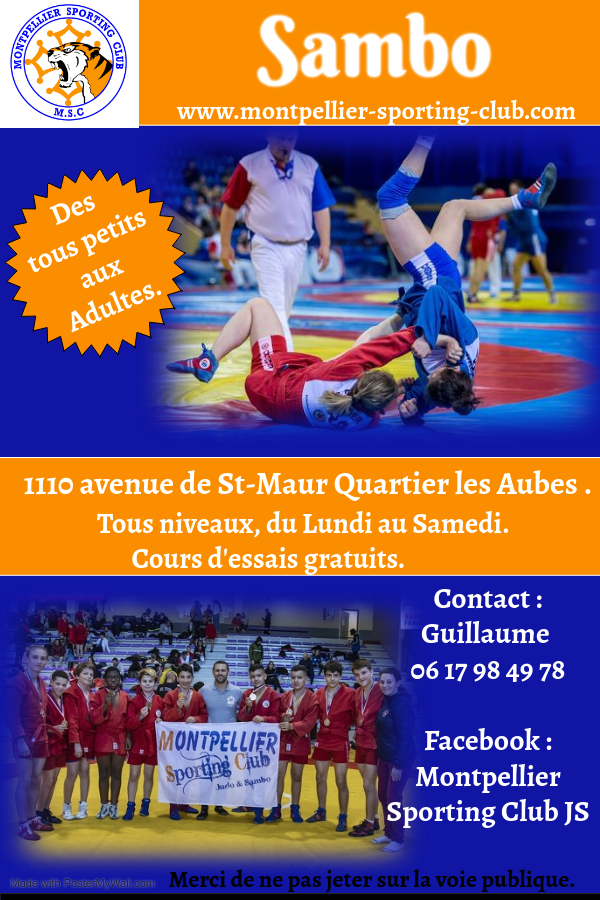 MONTPELLIER SPORTING CLUB
M.S.C
Sambo
www.montpellier-sporting-club.com
Des
tous petits
aux
Adultes.
1110 avenue de St-Maur Quartier les Aubes .
Tous niveaux, du Lundi au Samedi.
Cours d'essais gratuits.
Contact :
Guillaume
06 17 98 49 78
Facebook :
Montpellier
Sporting Club JS
MONTPELLIER
Sporting Club
Judo & Sambo
Made with PosterMyWall.com
Merci de ne pas jeter sur la voie publique.